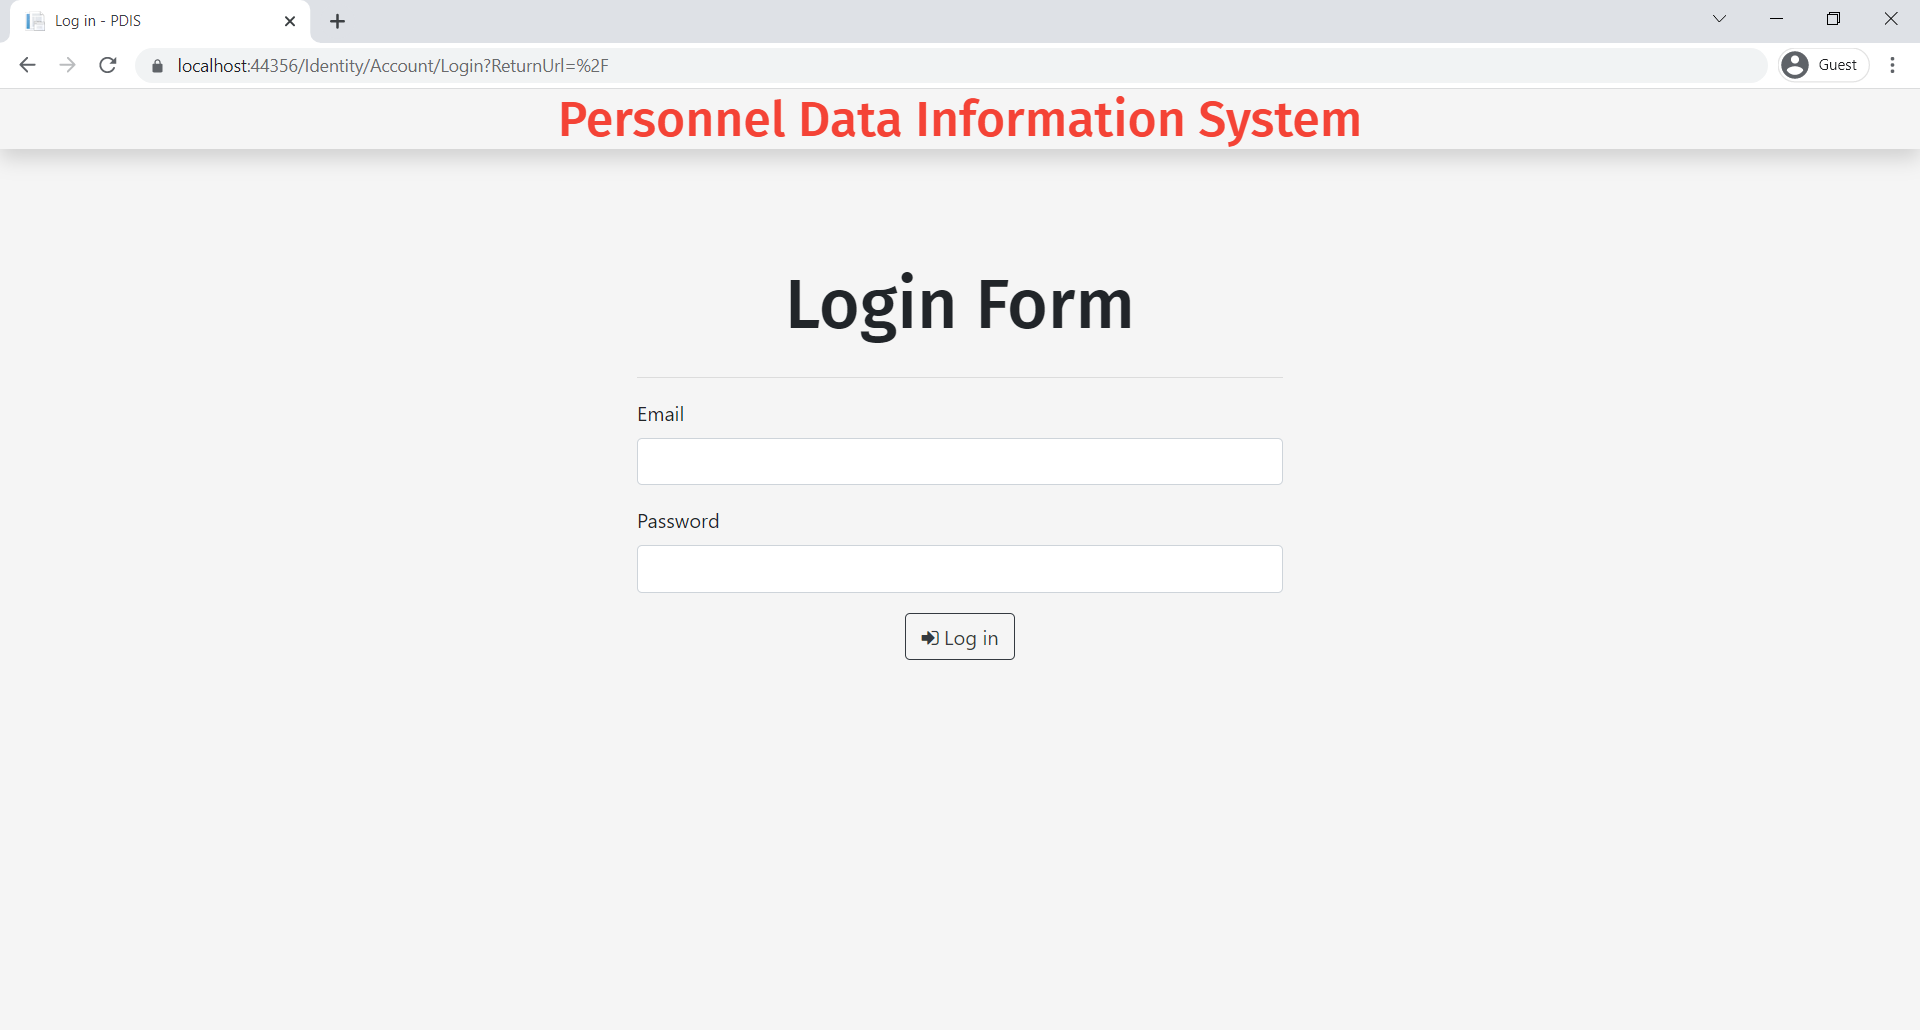 Log in - PDIS
localhost:44356/Identity/Account/Login?ReturnUrl=%2F
Guest
Personnel Data Information System
Login Form
Email
Password
Log in